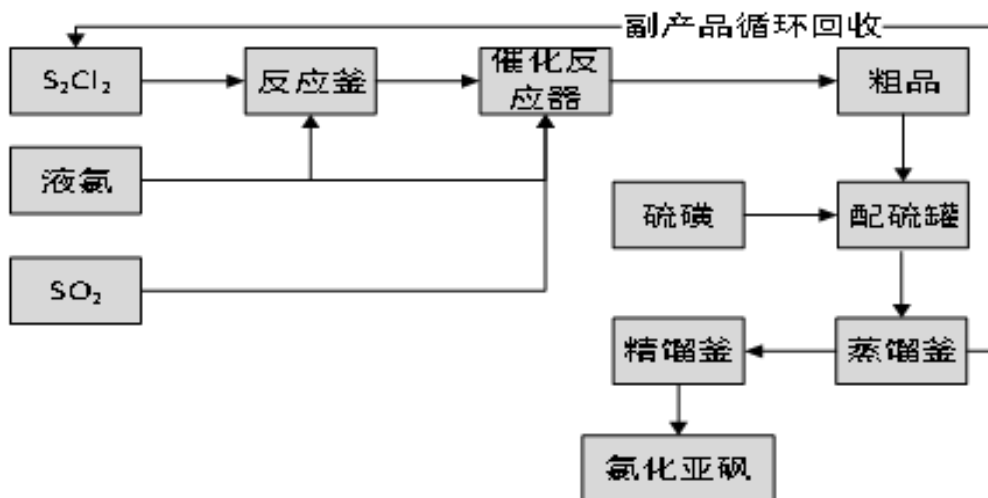 副产品循环回收
S₂Cl₂
反应釜
催化反
应器
粗品
液氯
硫磺
配硫罐
SO₂
精馏釜
蒸馏釜
氯化亚砜